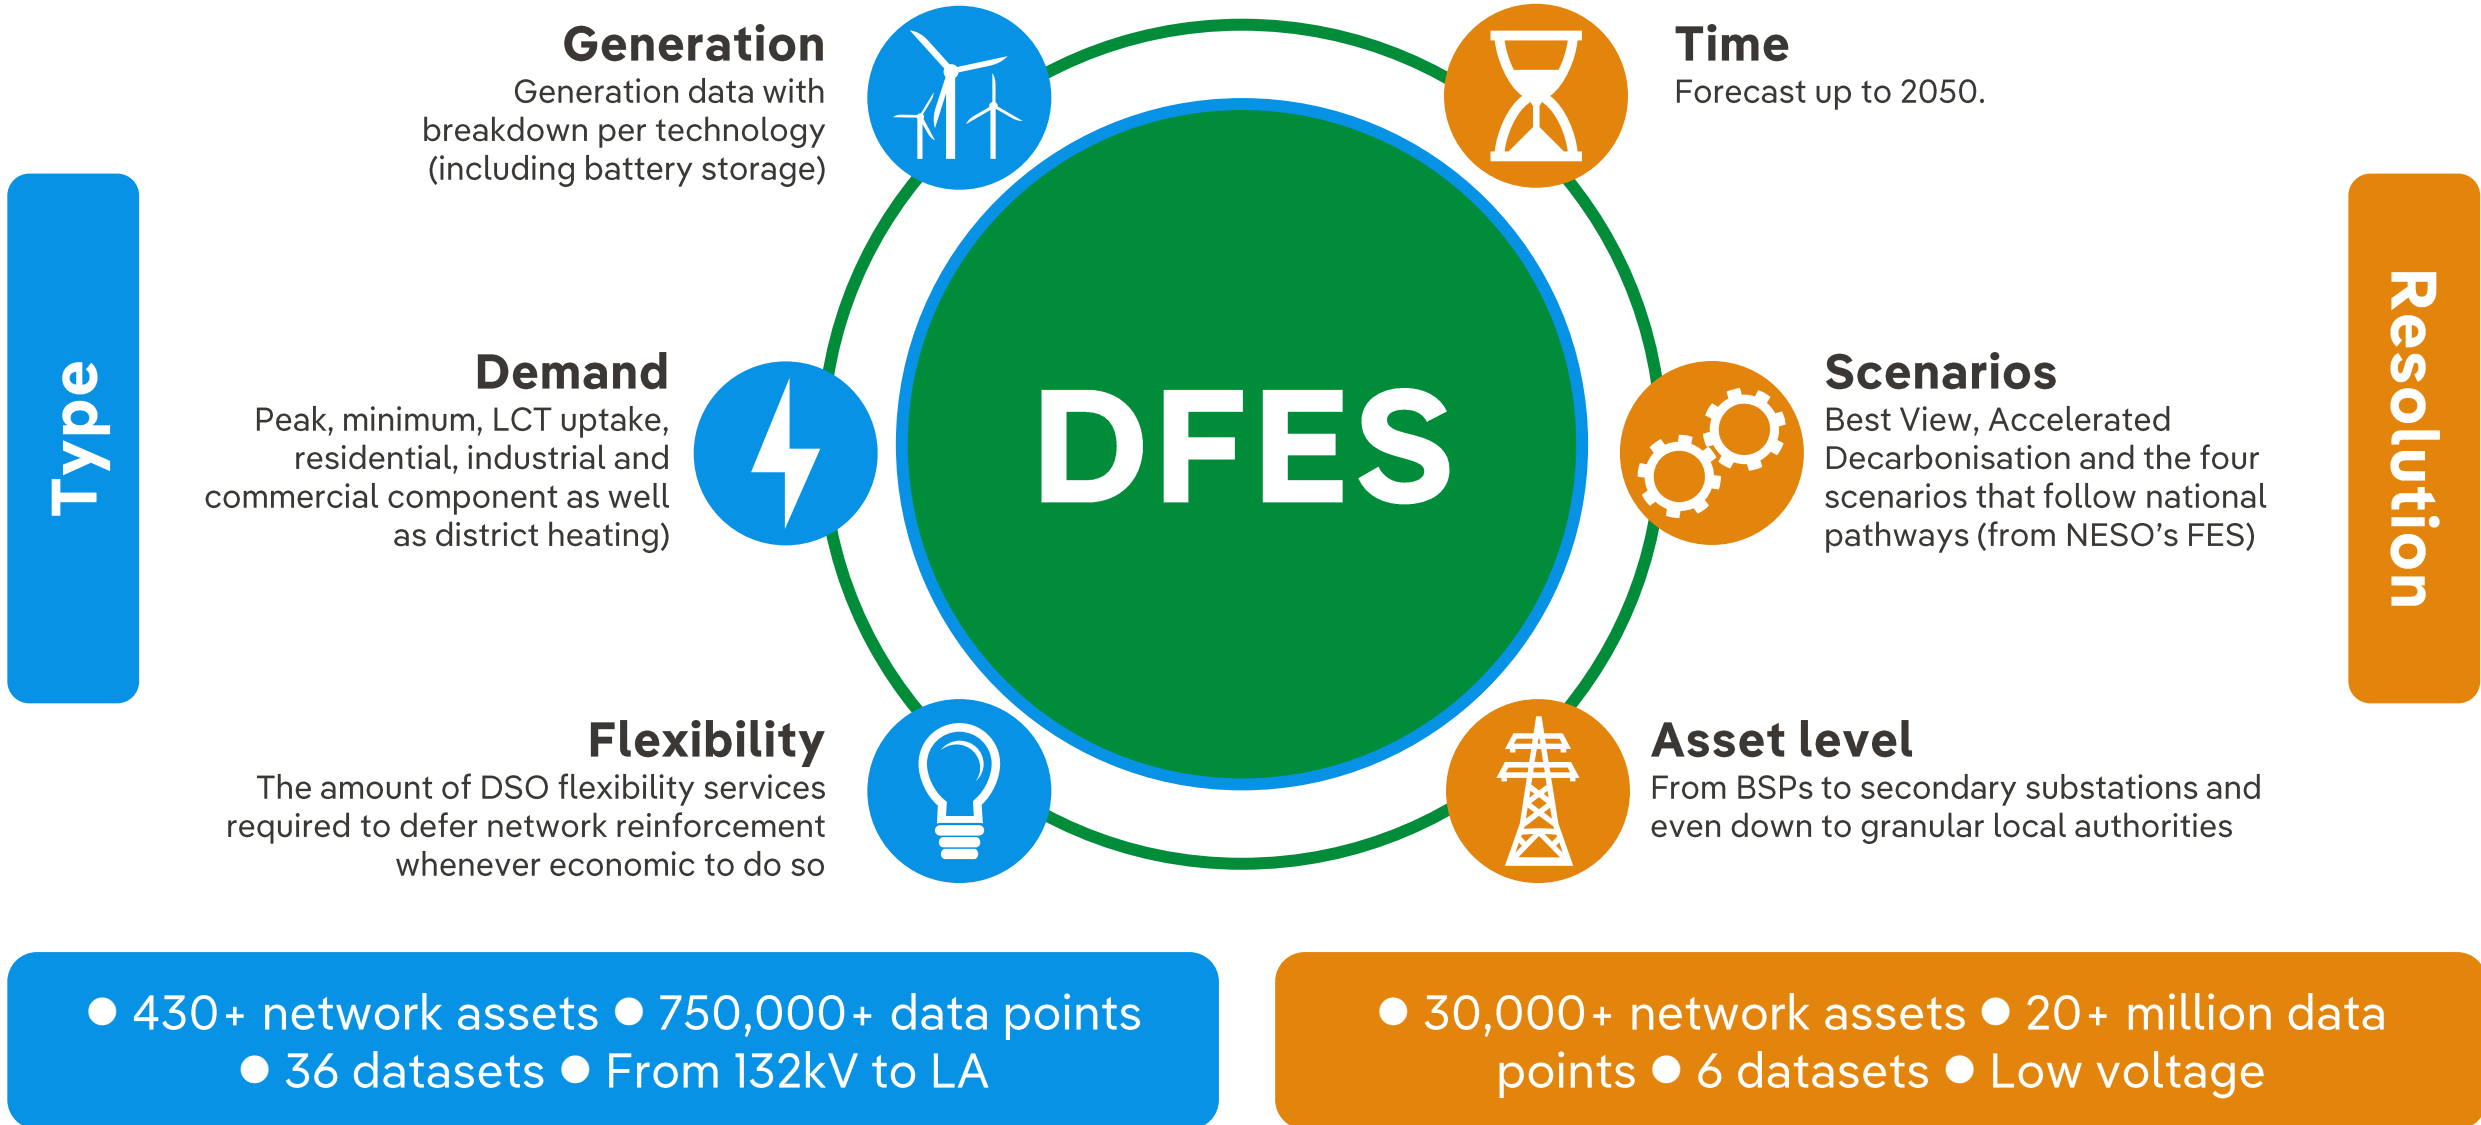 Type
Generation
Generation data with
breakdown per technology
(including battery storage)
Demand
Peak, minimum, LCT uptake,
residential, industrial and
commercial component as well
as district heating)
Flexibility
The amount of DSO flexibility services
required to defer network reinforcement
whenever economic to do so
DFES
Time
Forecast up to 2050.
Scenarios
Best View, Accelerated
Decarbonisation and the four
scenarios that follow national
pathways (from NESO's FES)
Asset level
From BSPs to secondary substations and
even down to granular local authorities
Resolution
● 430+ network assets ● 750,000+ data points
● 36 datasets ● From 132kV to LA
● 30,000+ network assets ● 20+ million data
points ● 6 datasets ● Low voltage